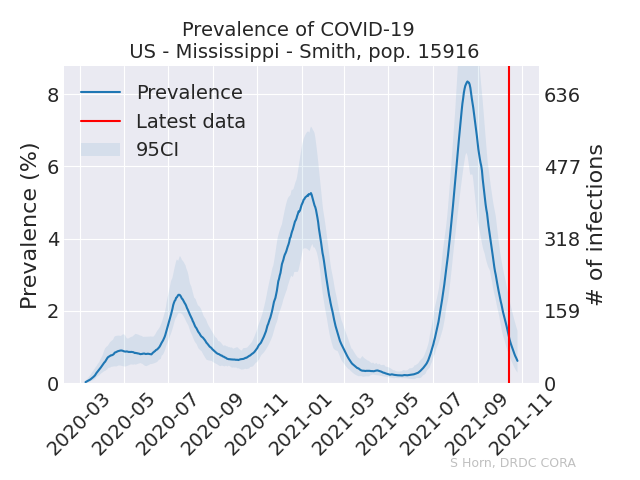 Prevalence of COVID-19
US - Mississippi - Smith, pop. 15916
Prevalence (%)
8
6
4
2
0
Prevalence
Latest data
95CI
636
477
318
159
0
# of infections
2020-03
2020-05
2020-07
2020-09
2020-11
2021-01
2021-03
2021-05
2021-07
2021-09
2021-11
S Horn, DRDC CORA